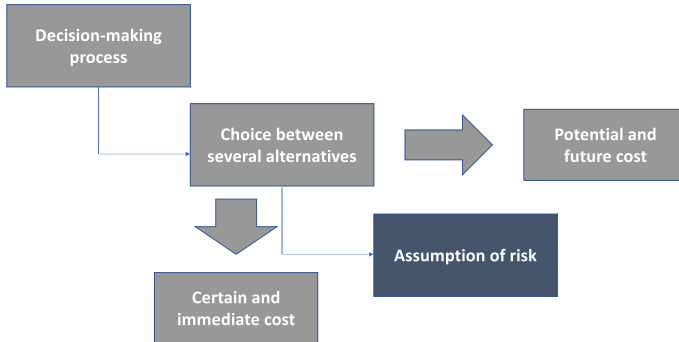 Decision-making
process
Choice between
several alternatives
Potential and
future cost
Assumption of risk
Certain and
immediate cost